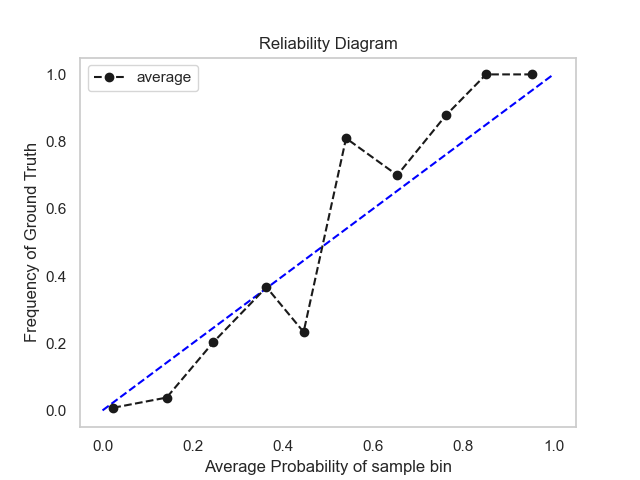 Reliability Diagram
average
1.0
0.8
0.6
0.4
0.2
0.0
Frequency of Ground Truth
0.0 0.2 0.4 0.6 0.8 1.0
Average Probability of sample bin